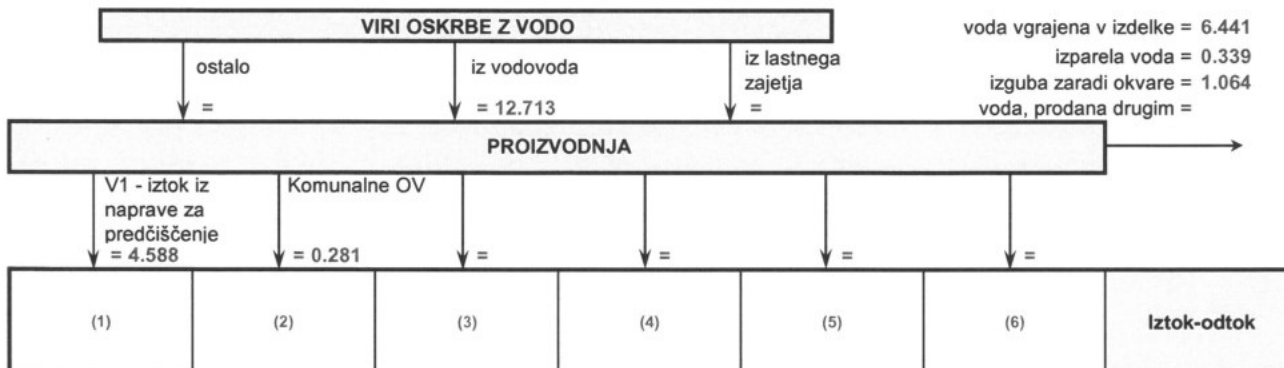 VIRI OSKRBE Z VODO
voda vgrajena v izdelke = 6.441
izparela voda = 0.339
izguba zaradi okvare = 1.064
voda, prodana drugim =
ostalo
=
iz vodovoda
= 12.713
iz lastnega
zajetja
=
PROIZVODNJA
V1 - iztok iz
naprave za
predčiščenje
= 4.588
Komunalne OV
= 0.281
=
=
=
=
(1)
(2)
(3)
(4)
(5)
(6)
Iztok-odtok